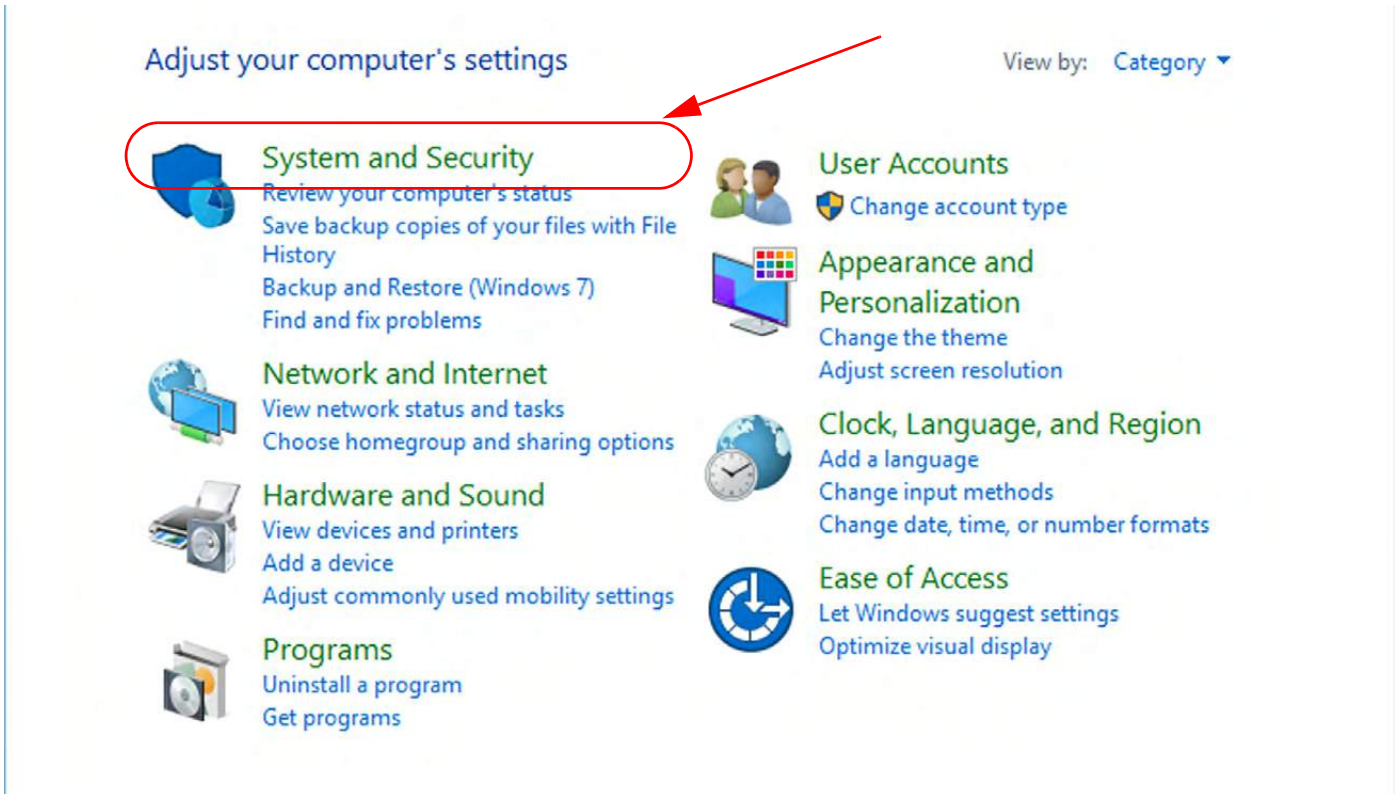 Adjust your computer's settings
View by: Category
System and Security
Review your computer's status
Save backup copies of your files with File
History
Backup and Restore (Windows 7)
Find and fix problems
Network and Internet
View network status and tasks
Choose homegroup and sharing options
Hardware and Sound
View devices and printers
Add a device
Adjust commonly used mobility settings
Programs
Uninstall a program
Get programs
User Accounts
Change account type
Appearance and
Personalization
Change the theme
Adjust screen resolution
Clock, Language, and Region
Add a language
Change input methods
Change date, time, or number formats
Ease of Access
Let Windows suggest settings
Optimize visual display